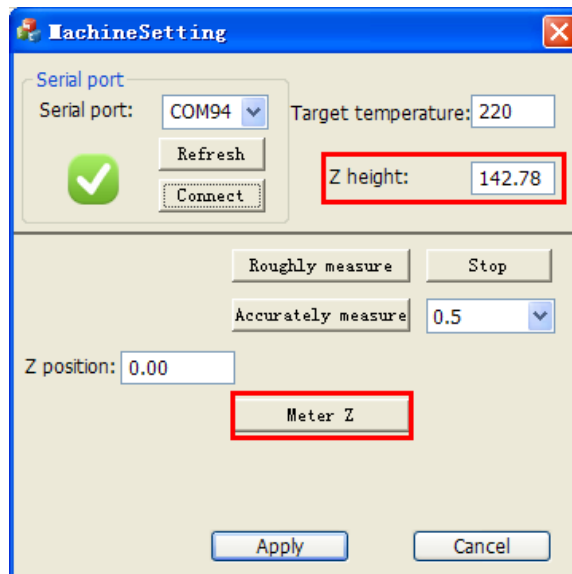 MachineSetting
Serial port
Serial port: COM94
Target temperature: 220
Refresh
Connect
Z height: 142.78
Roughly measure Stop
Accurately measure 0.5
Z position: 0.00
Meter Z
Apply Cancel